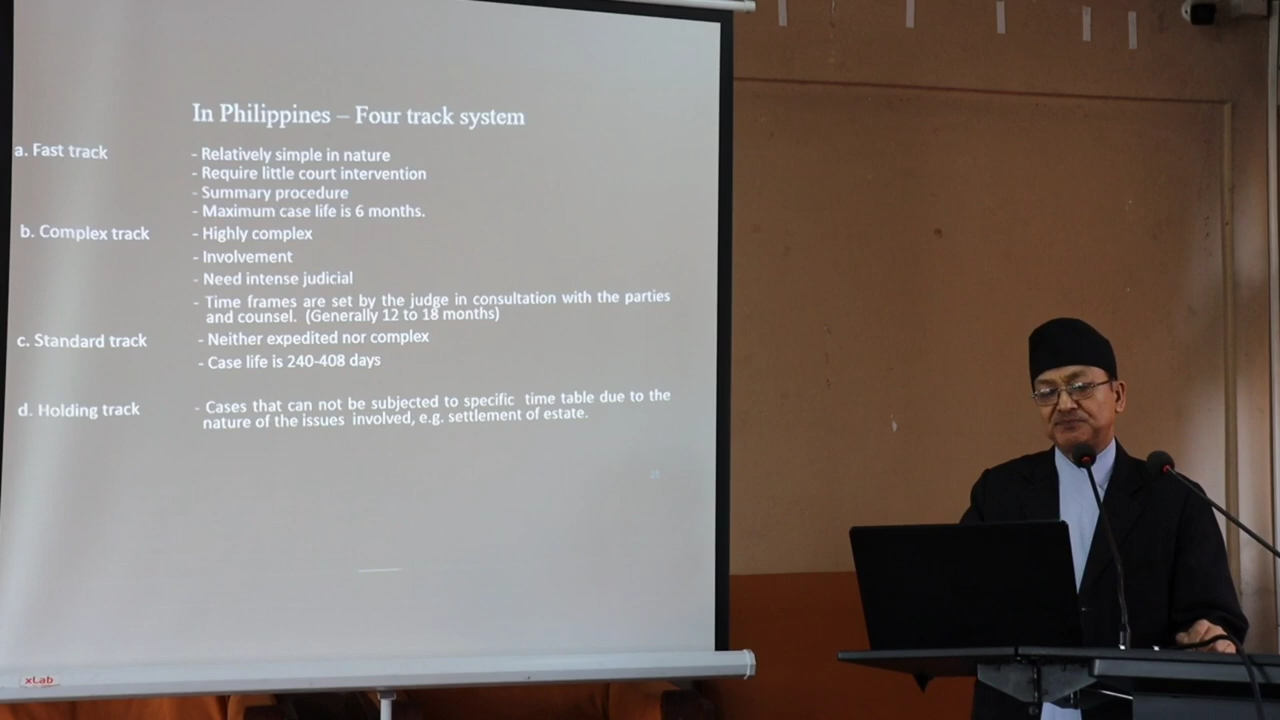 In Philippines – Four track system
a. Fast track
- Relatively simple in nature
- Require little court intervention
- Summary procedure
- Maximum case life is 6 months.
b. Complex track
- Highly complex
- Involvement
- Need intense judicial
- Time frames are set by the judge in consultation with the parties
and counsel. (Generally 12 to 18 months)
c. Standard track
- Neither expedited nor complex
- Case life is 240-408 days
d. Holding track
- Cases that can not be subjected to specific time table due to the
nature of the issues involved, e.g. settlement of estate.
xLab